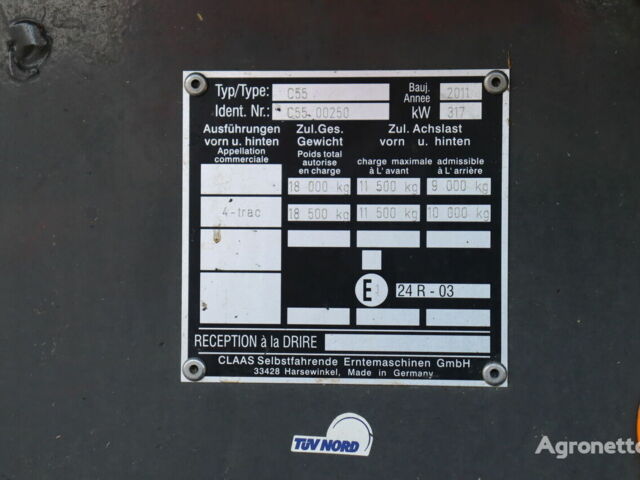 Typ/Type: C55 Bauj. Annee 2011
Ident. Nr.: C55 00250 kW 317
Ausführungen vorn u. hinten Appellation commerciale
Zul.Ges. Gewicht Poids total autorise en charge
Zul. Achslast vorn u. hinten
charge maximale à L'avant
admissible à L'arrière
18 000 kg 11 500 kg 9 000 kg
4-trac 18 500 kg 11 500 kg 10 000 kg
E 24 R - 03
RECEPTION à la DRIRE
CLAAS Selbstfahrende Erntemaschinen GmbH
33428 Harsewinkel, Made in Germany
TÜV NORD
Agronetto